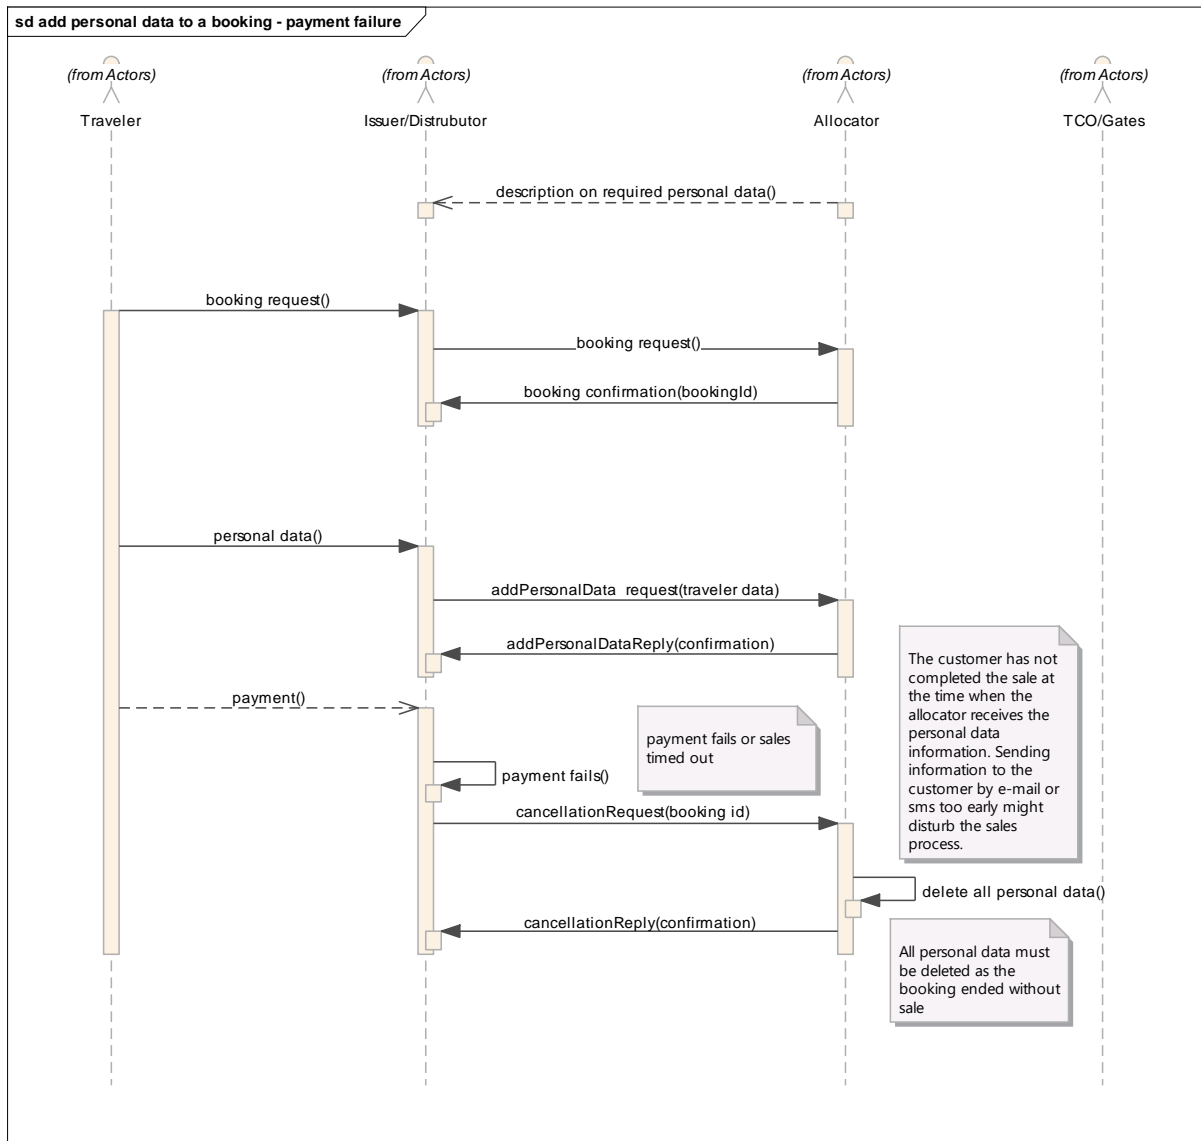 sd add personal data to a booking - payment failure
(from Actors)
(from Actors)
(from Actors)
(from Actors)
Traveler
Issuer/Distrubutor
Allocator
TCO/Gates
description on required personal data()
booking request()
booking request()
booking confirmation(bookingId)
personal data()
addPersonalData request(traveler data)
addPersonalDataReply(confirmation)
The customer has not
completed the sale at
the time when the
allocator receives the
personal data
information. Sending
information to the
customer by e-mail or
sms too early might
disturb the sales
process.
payment()
payment fails or sales
timed out
payment fails()
cancellationRequest(booking id)
delete all personal data()
cancellationReply(confirmation)
All personal data must
be deleted as the
booking ended without
sale